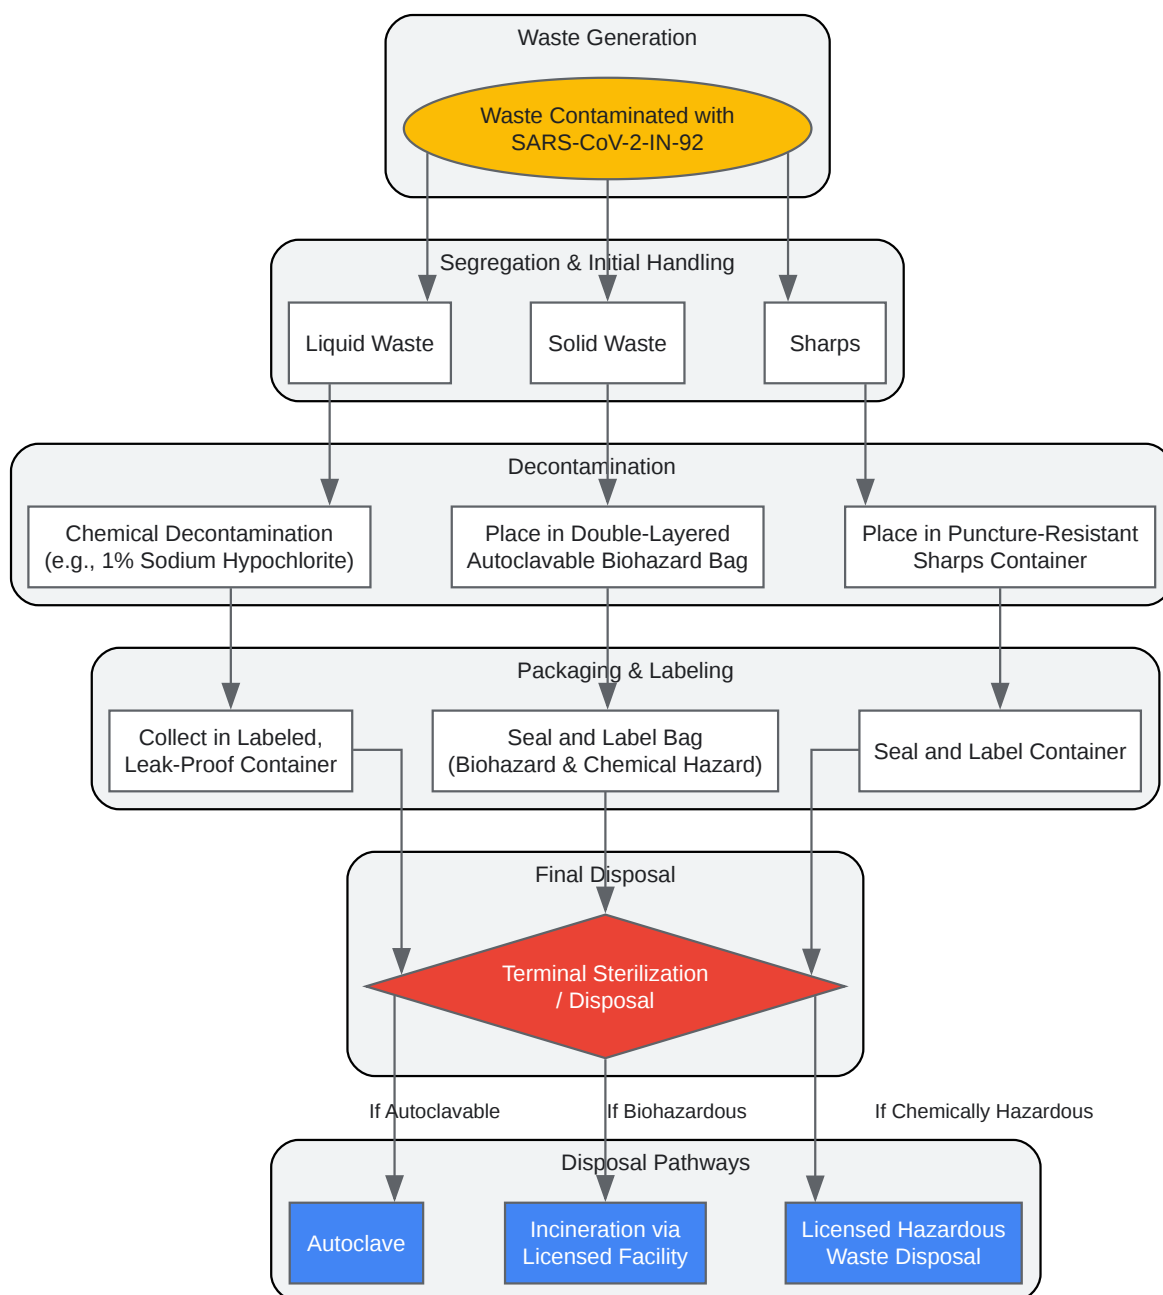 Waste Generation
Waste Contaminated with
SARS-CoV-2-IN-92
Segregation & Initial Handling
Liquid Waste
Solid Waste
Sharps
Decontamination
Chemical Decontamination
(e.g., 1% Sodium Hypochlorite)
Place in Double-Layered
Autoclavable Biohazard Bag
Place in Puncture-Resistant
Sharps Container
Packaging & Labeling
Collect in Labeled,
Leak-Proof Container
Seal and Label Bag
(Biohazard & Chemical Hazard)
Seal and Label Container
Final Disposal
Terminal Sterilization
/ Disposal
If Autoclavable
If Biohazardous
If Chemically Hazardous
Disposal Pathways
Autoclave
Incineration via
Licensed Facility
Licensed Hazardous
Waste Disposal